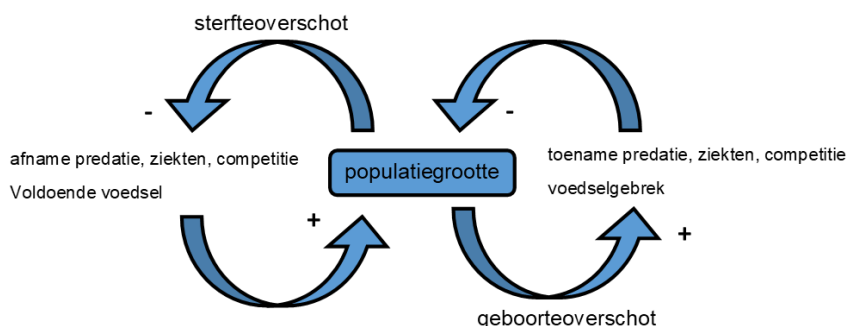 sterfteoverschot
-
-
afname predatie, ziekten, competitie
Voldoende voedsel
populatiegrootte
toename predatie, ziekten, competitie
voedselgebrek
+
+
geboorteoverschot